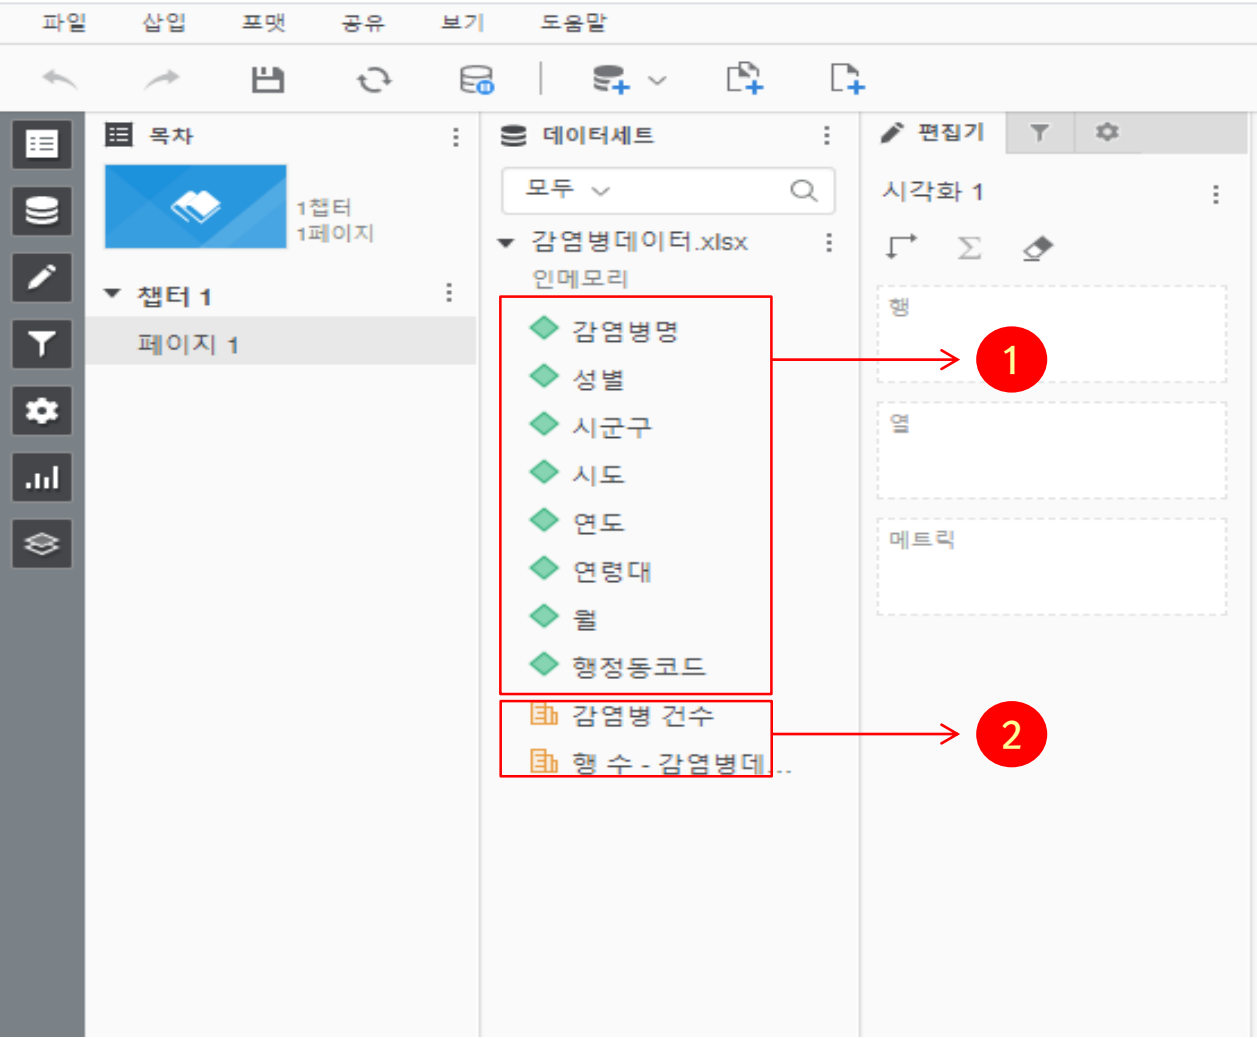 파일 삽입 포맷 공유 보기 도움말
목차
1챕터
1페이지
챕터 1
페이지 1
데이터세트
모두
감염병데이터.xlsx
인메모리
감염병명
성별
시군구
시도
연도
연령대
월
행정동코드
감염병 건수
행 수 - 감염병데...
편집기
시각화 1
행
열
메트릭
1
2